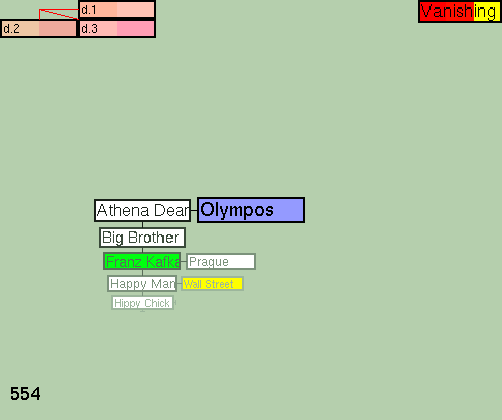 d.1
Vanishing
d.2
d.3
Athena Dear
Olympos
Big Brother
Franz Kafka
Prague
Happy Man
Wall Street
Hippy Chick
554